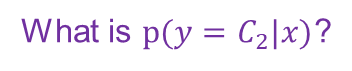 What is p(y = C₂|x)?